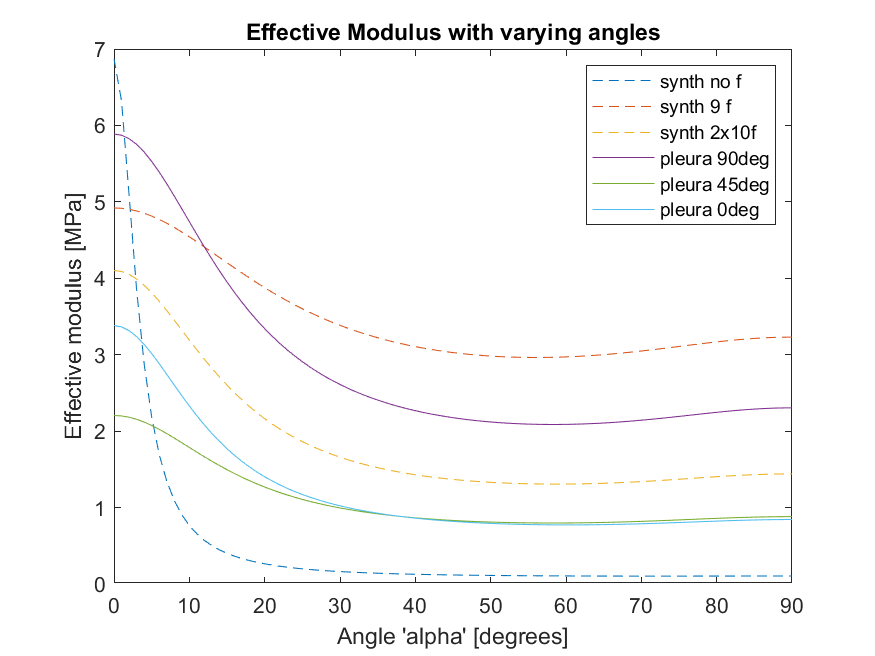 Effective Modulus with varying angles
7
6
5
4
3
2
1
0
Effective modulus [MPa]
synth no f
synth 9 f
synth 2x10f
pleura 90deg
pleura 45deg
pleura 0deg
0 10 20 30 40 50 60 70 80 90
Angle 'alpha' [degrees]